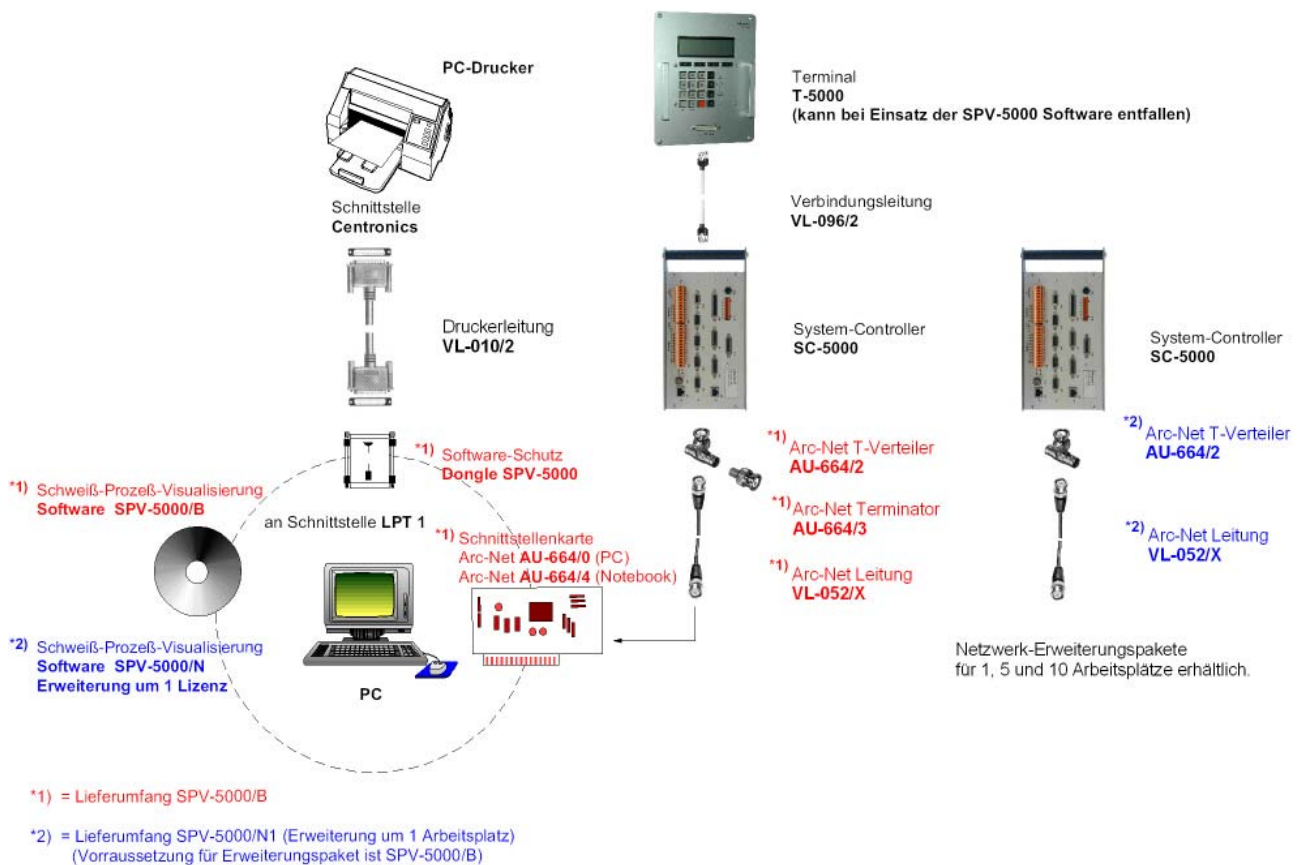 PC-Drucker
Terminal
T-5000
(kann bei Einsatz der SPV-5000 Software entfallen)
Schnittstelle
Centronics
Verbindungsleitung
VL-096/2
Druckerleitung
VL-010/2
System-Controller
SC-5000
System-Controller
SC-5000
*1) Software-Schutz
Dongle SPV-5000
*1) Arc-Net T-Verteiler
AU-664/2
*2) Arc-Net T-Verteiler
AU-664/2
*1) Schweiß-Prozeß-Visualisierung
Software SPV-5000/B
an Schnittstelle LPT 1
*1) Schnittstellenkarte
Arc-Net AU-664/0 (PC)
Arc-Net AU-664/4 (Notebook)
*1) Arc-Net Terminator
AU-664/3
*1) Arc-Net Leitung
VL-052/X
*2) Arc-Net Leitung
VL-052/X
*2) Schweiß-Prozeß-Visualisierung
Software SPV-5000/N
Erweiterung um 1 Lizenz
PC
Netzwerk-Erweiterungspakete
für 1, 5 und 10 Arbeitsplätze erhältlich.
*1) = Lieferumfang SPV-5000/B
*2) = Lieferumfang SPV-5000/N1 (Erweiterung um 1 Arbeitsplatz)
(Vorraussetzung für Erweiterungspaket ist SPV-5000/B)